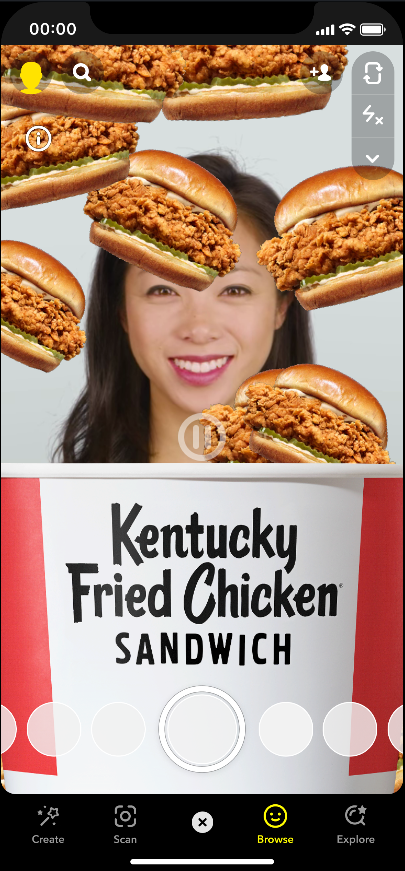 00:00
Kentucky
Fried Chicken®
SANDWICH
Create
Scan
Browse
Explore